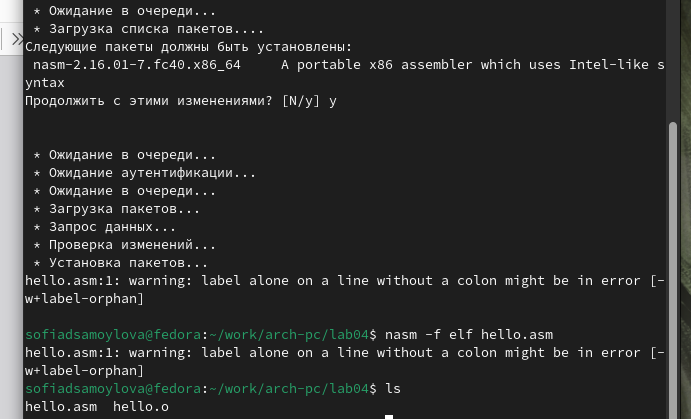 * Ожидание в очереди...
* Загрузка списка пакетов....
Следующие пакеты должны быть установлены:
nasm-2.16.01-7.fc40.x86_64     A portable x86 assembler which uses Intel-like s
yntax
Продолжить с этими изменениями? [N/y] y
* Ожидание в очереди...
* Ожидание аутентификации...
* Ожидание в очереди...
* Загрузка пакетов...
* Запрос данных...
* Проверка изменений...
* Установка пакетов...
hello.asm:1: warning: label alone on a line without a colon might be in error [-
w+label-orphan]
sofiadsamoylova@fedora:~/work/arch-pc/lab04$ nasm -f elf hello.asm
hello.asm:1: warning: label alone on a line without a colon might be in error [-
w+label-orphan]
sofiadsamoylova@fedora:~/work/arch-pc/lab04$ ls
hello.asm  hello.o